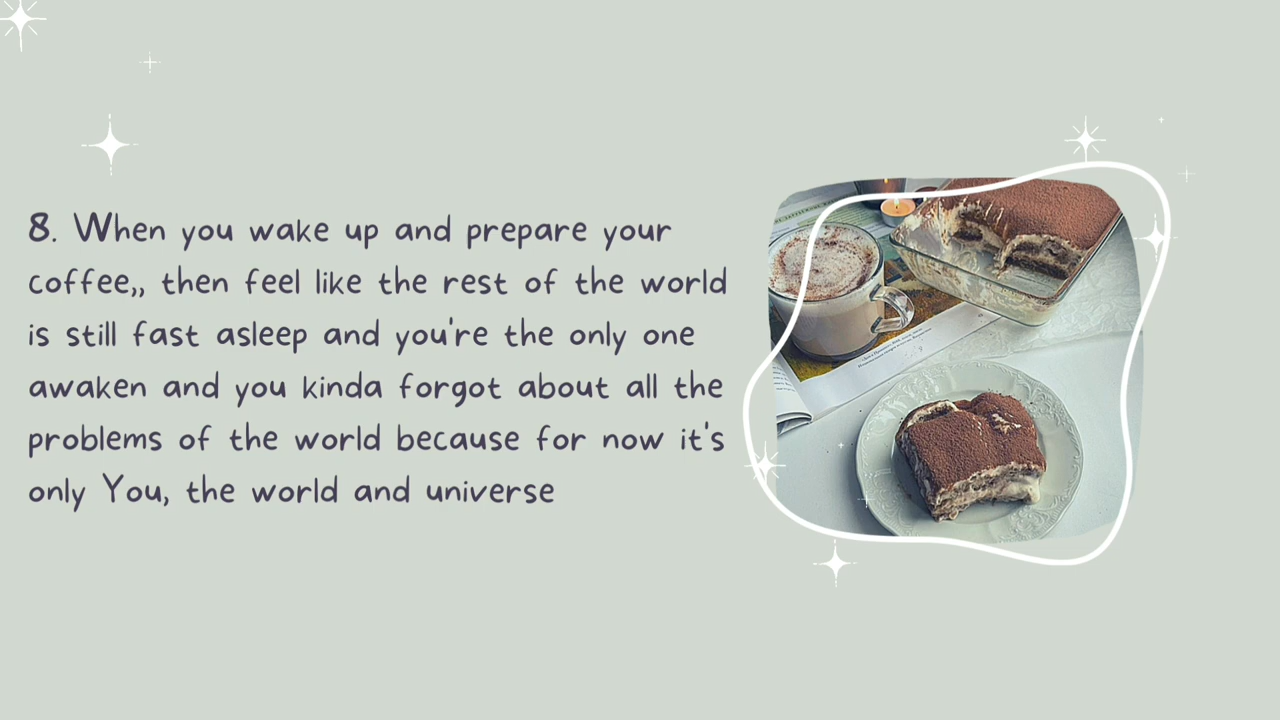 8. When you wake up and prepare your
coffee,, then feel like the rest of the world
is still fast asleep and you're the only one
awaken and you kinda forgot about all the
problems of the world because for now it's
only You, the world and universe